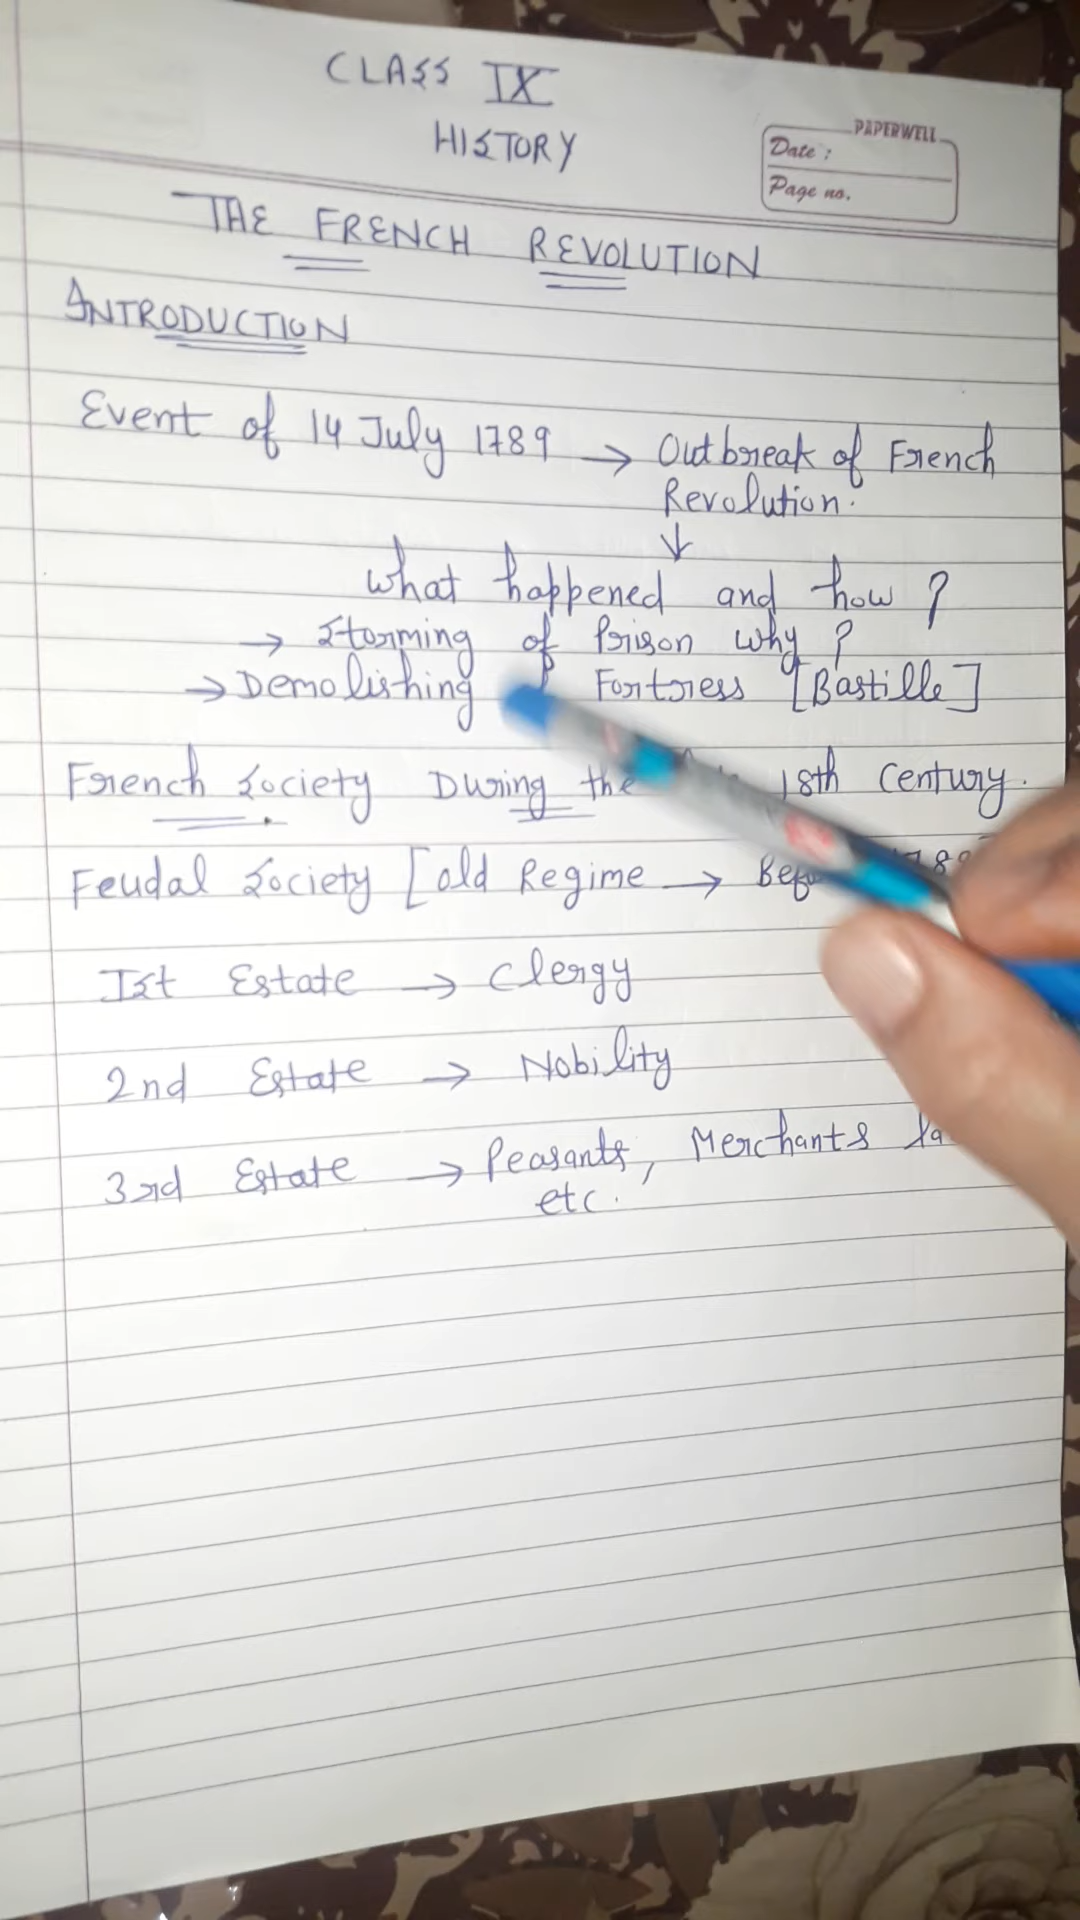 CLASS IX
HISTORY
PAPERWELL
Date :
Page no.
THE FRENCH REVOLUTION
INTRODUCTION
Event of 14 July 1789 → Outbreak of French
Revolution.
↓
What happened and how ?
→ Storming of Prison why ?
→ Demolishing Fortress [Bastille]
French Society During the 18th Century.
Feudal Society [old Regime →
Ist Estate → Clergy
2nd Estate → Nobility
3rd Estate → Peasants, Merchants
etc.